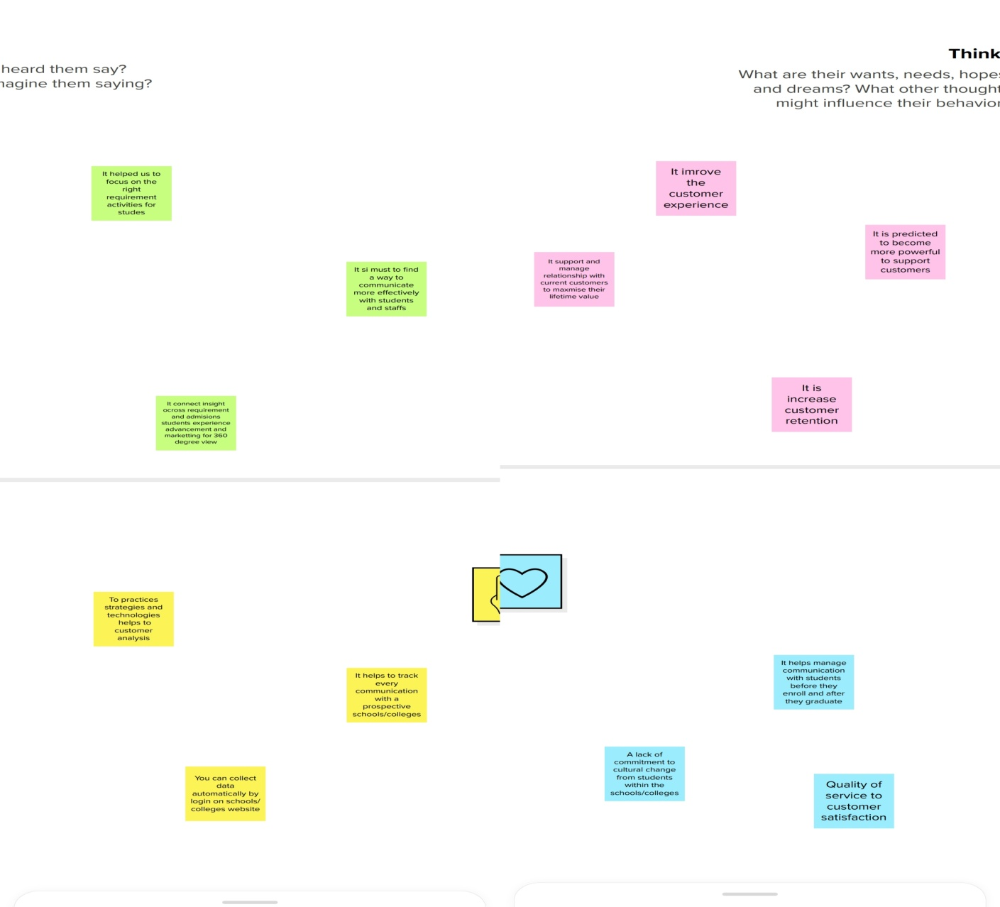 heard them say?
magine them saying?
Think
What are their wants, needs, hopes
and dreams? What other thought
might influence their behavior
It helped us to
focus on the
right
requirement
activities for
studes
It si must to find
a way to
communicate
more effectively
with students
and staffs
It connect insight
ocross requirement
and admisions
students experience
advancement and
marketting for 360
degree view
It imrove
the
customer
experience
It is predicted
to become
more powerful
to support
customers
It support and
manage
relationship with
current customers
to maxmise their
lifetime value
It is
increase
customer
retention
To practices
strategies and
technologies
helps to
customer
analysis
It helps to track
every
communication
with a
prospective
schools/colleges
You can collect
data
automatically by
login on schools/
colleges website
It helps manage
communication
with students
before they
enroll and after
they graduate
A lack of
commitment to
cultural change
from students
within the
schools/colleges
Quality of
service to
customer
satisfaction